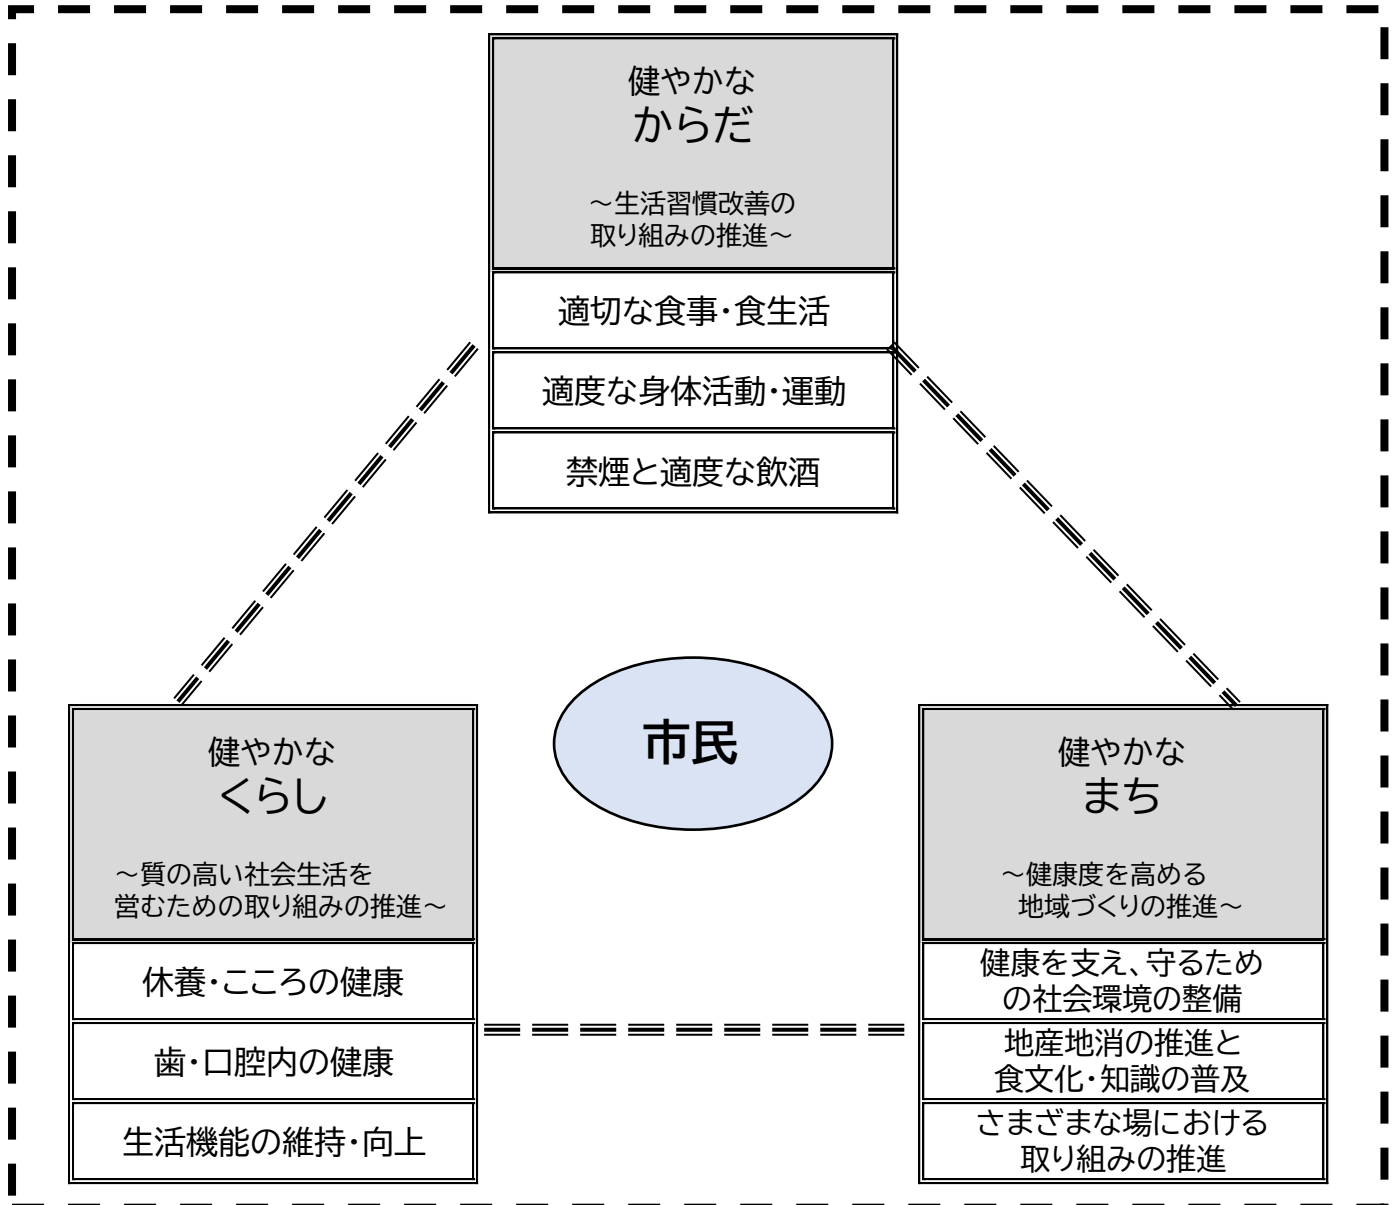 健やかな
からだ
～生活習慣改善の
取り組みの推進～
適切な食事・食生活
適度な身体活動・運動
禁煙と適度な飲酒
市民
健やかな
くらし
～質の高い社会生活を
営むための取り組みの推進～
休養・こころの健康
歯・口腔内の健康
生活機能の維持・向上
健やかな
まち
～健康度を高める
地域づくりの推進～
健康を支え、守るため
の社会環境の整備
地産地消の推進と
食文化・知識の普及
さまざまな場における
取り組みの推進